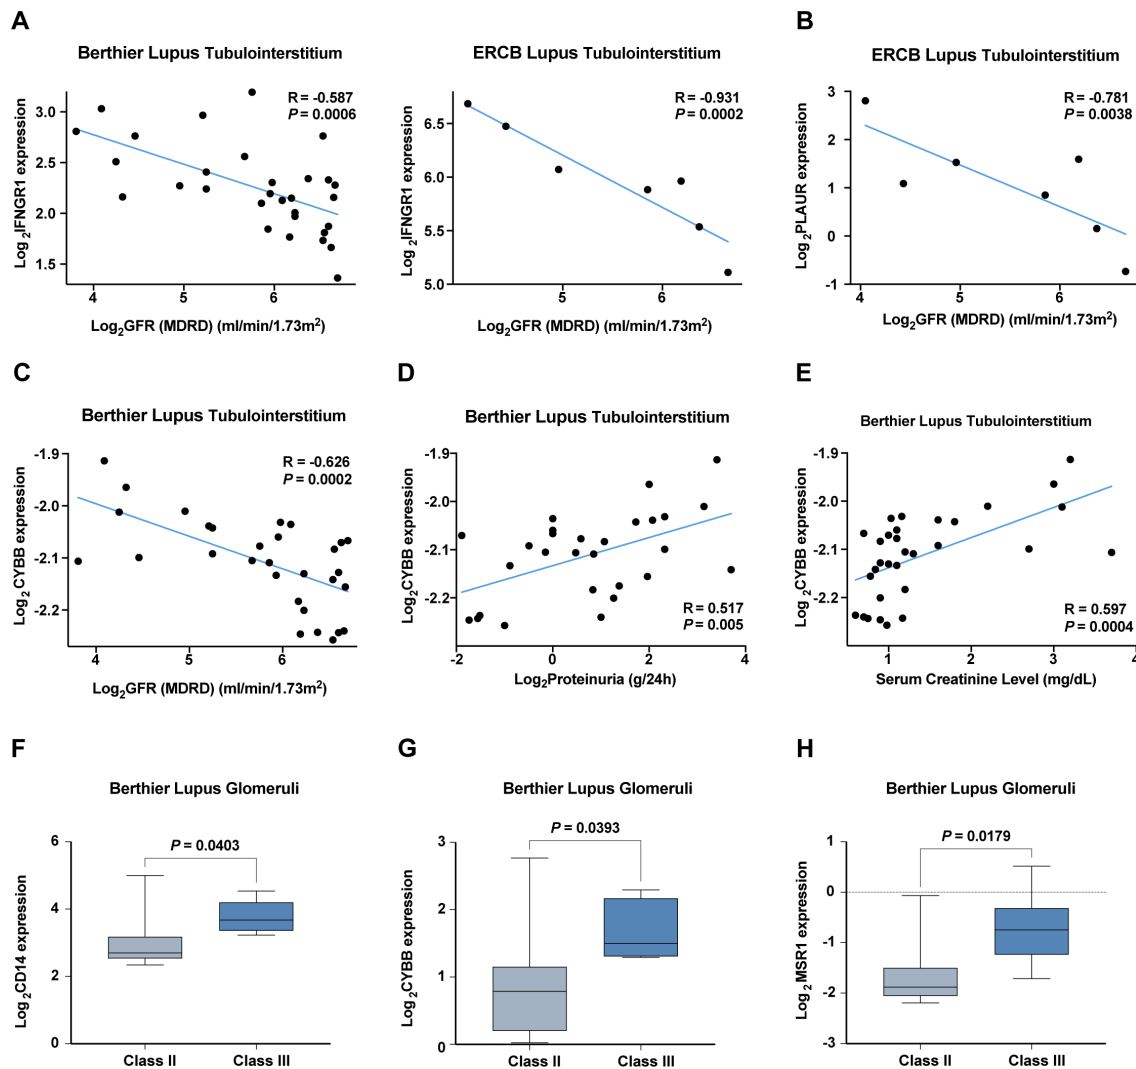 A
Berthier Lupus Tubulointerstitium
R = -0.587
P = 0.0006
Log2IFNGR1 expression
3.0
2.5
2.0
1.5
4
5
6
Log2GFR (MDRD) (ml/min/1.73m2)
ERCB Lupus Tubulointerstitium
R = -0.931
P = 0.0002
Log2IFNGR1 expression
6.5
6.0
5.5
5.0
5
6
Log2GFR (MDRD) (ml/min/1.73m2)
B
ERCB Lupus Tubulointerstitium
R = -0.781
P = 0.0038
Log2PLAUR expression
3
2
1
0
-1
4
5
6
Log2GFR (MDRD) (ml/min/1.73m2)
C
Berthier Lupus Tubulointerstitium
R = -0.626
P = 0.0002
Log2 CYBB expression
-1.9
-2.0
-2.1
-2.2
4
5
6
Log2GFR (MDRD) (ml/min/1.73m2)
D
Berthier Lupus Tubulointerstitium
Log2CYBB expression
-1.9
-2.0
-2.1
-2.2
R = 0.517
P = 0.005
-2
0
2
4
Log2Proteinuria (g/24h)
E
Berthier Lupus Tubulointerstitium
Log2CYBB expression
-1.9
-2.0
-2.1
-2.2
R = 0.597
P = 0.0004
1
2
3
4
Serum Creatinine Level (mg/dL)
F
Berthier Lupus Glomeruli
P = 0.0403
Log2CD14 expression
6
4
2
0
Class II
Class III
G
Berthier Lupus Glomeruli
P = 0.0393
Log2CYBB expression
3
2
1
0
Class II
Class III
H
Berthier Lupus Glomeruli
P = 0.0179
Log2MSR1 expression
1
0
-1
-2
-3
Class II
Class III